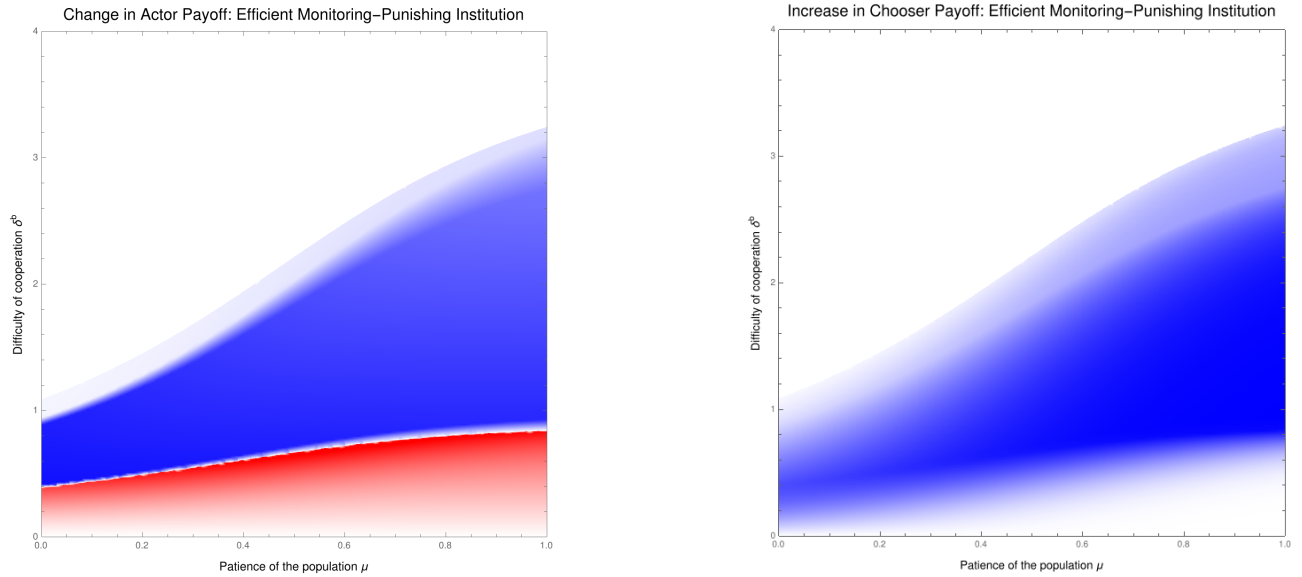 Change in Actor Payoff: Efficient Monitoring−Punishing Institution
4
3
2
1
0
0.0 0.2 0.4 0.6 0.8 1.0
Difficulty of cooperation δᵇ
Patience of the population μ
Increase in Chooser Payoff: Efficient Monitoring−Punishing Institution
4
3
2
1
0
0.0 0.2 0.4 0.6 0.8 1.0
Difficulty of cooperation δᵇ
Patience of the population μ